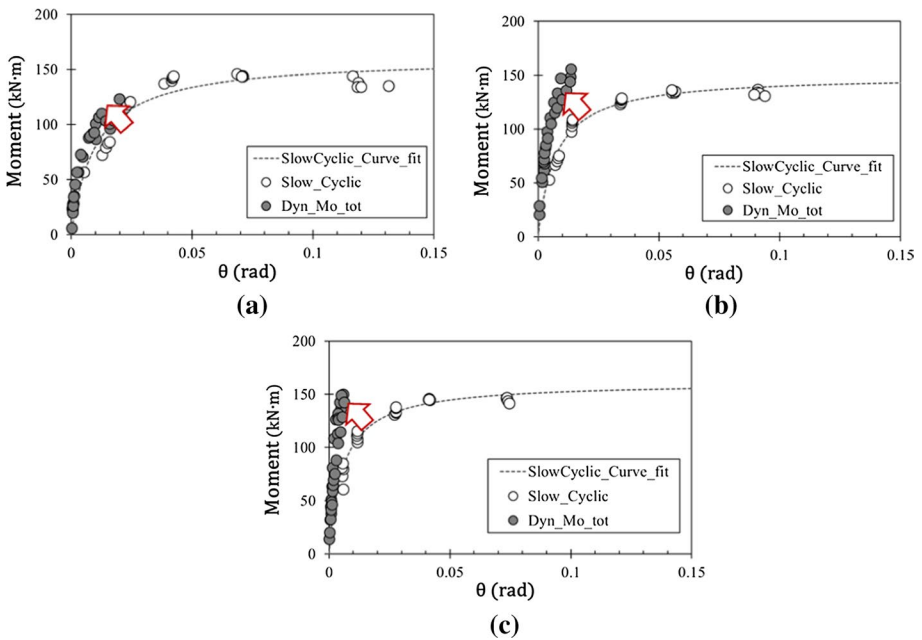 200
150
100
50
0
Moment (kN·m)
SlowCyclic_Curve_fit
Slow_Cyclic
Dyn_Mo_tot
0 0.05 0.1 0.15
θ (rad)
(a)
200
150
100
50
0
Moment (kN·m)
SlowCyclic_Curve_fit
Slow_Cyclic
Dyn_Mo_tot
0 0.05 0.1 0.15
θ (rad)
(b)
200
150
100
50
0
Moment (kN·m)
SlowCyclic_Curve_fit
Slow_Cyclic
Dyn_Mo_tot
0 0.05 0.1 0.15
θ (rad)
(c)